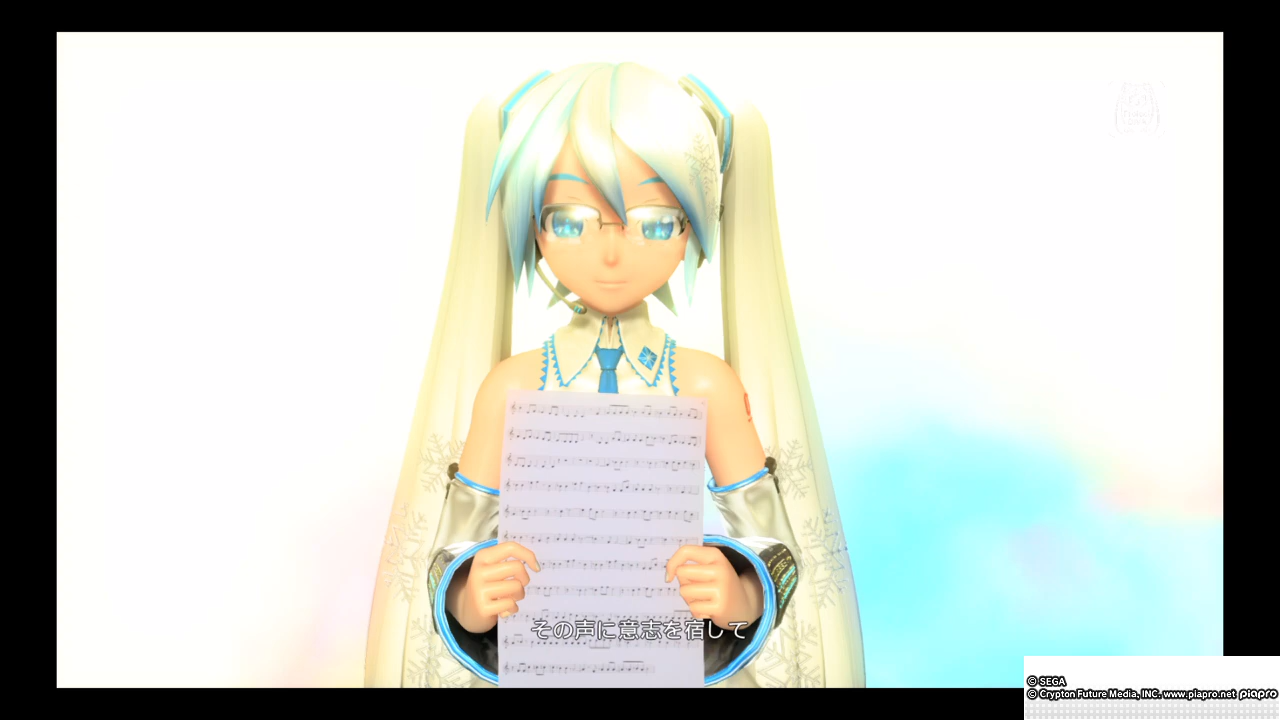 その声に意志を宿して
© SEGA
© Crypton Future Media, INC. www.piapro.net piapro